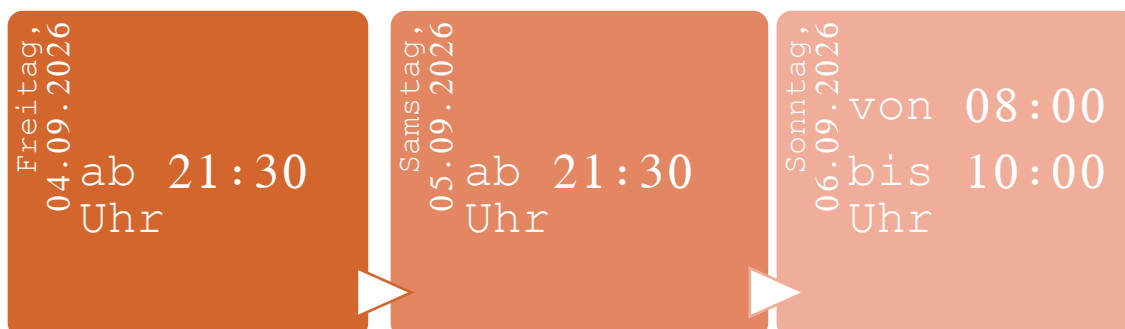 Freitag,
04.09.2026
ab 21:30
Uhr
Samstag,
05.09.2026
ab 21:30
Uhr
Sonntag,
06.09.2026
von 08:00
bis 10:00
Uhr